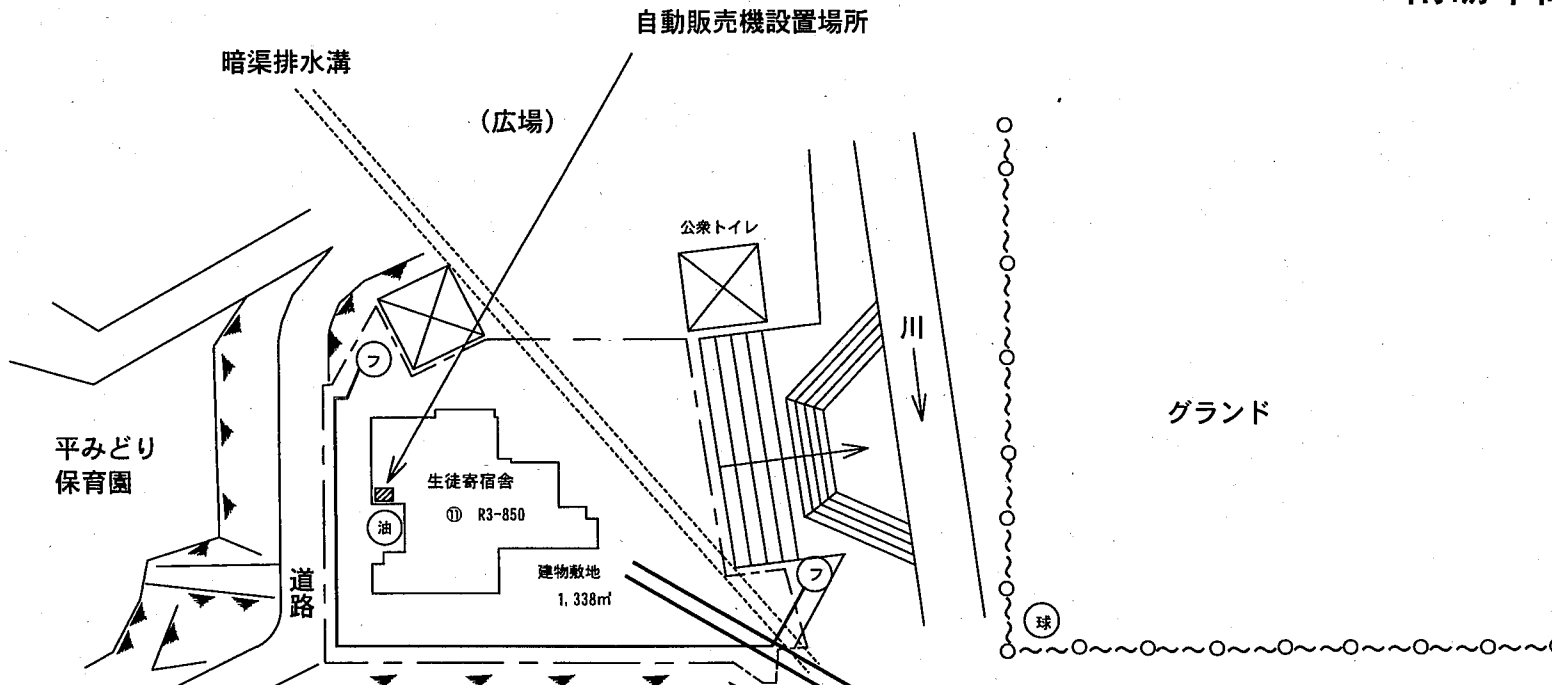 自動販売機設置場所
暗渠排水溝
(広場)
公衆トイレ
川
フ
グランド
平みどり
保育園
生徒寄宿舎
⑪ R3-850
油
建物敷地
1,338㎡
道路
フ
球